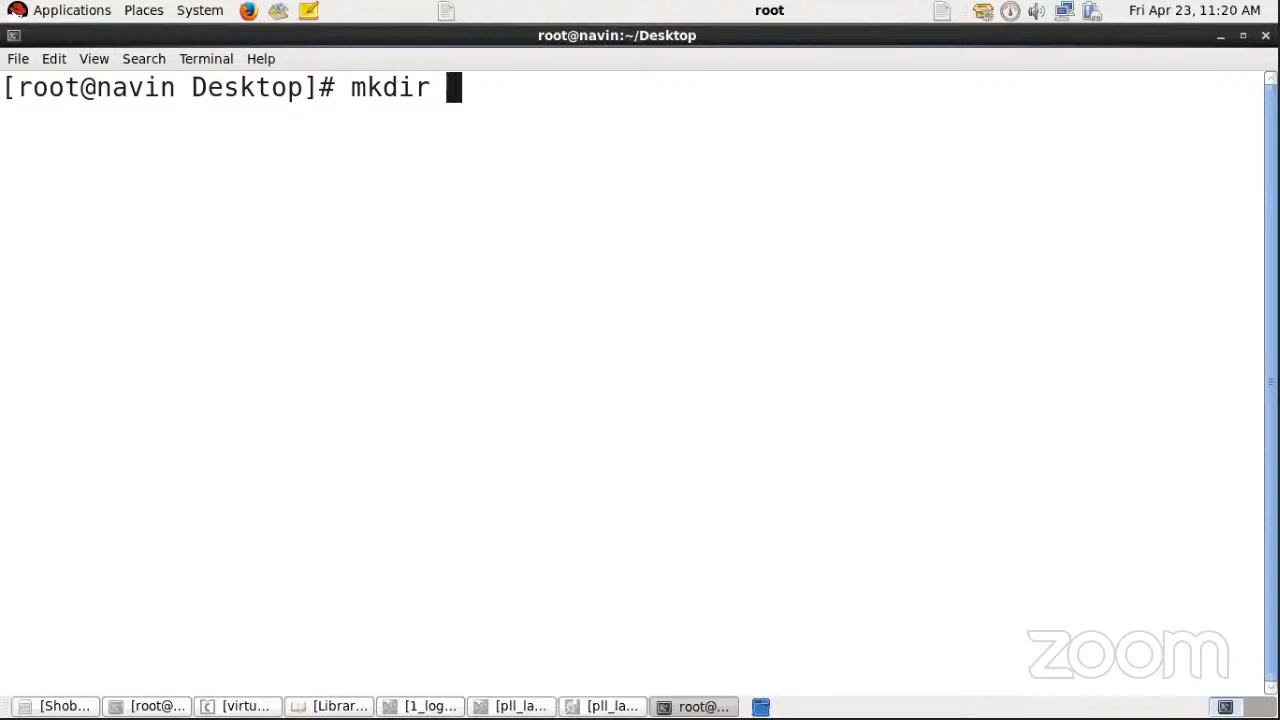 Applications Places System root Fri Apr 23, 11:20 AM
root@navin:~/Desktop
File Edit View Search Terminal Help
[root@navin Desktop]# mkdir
zoom
[Shob... [root@... [virtu... [Librar... [1_log... [pll_la... [pll_la... root@...